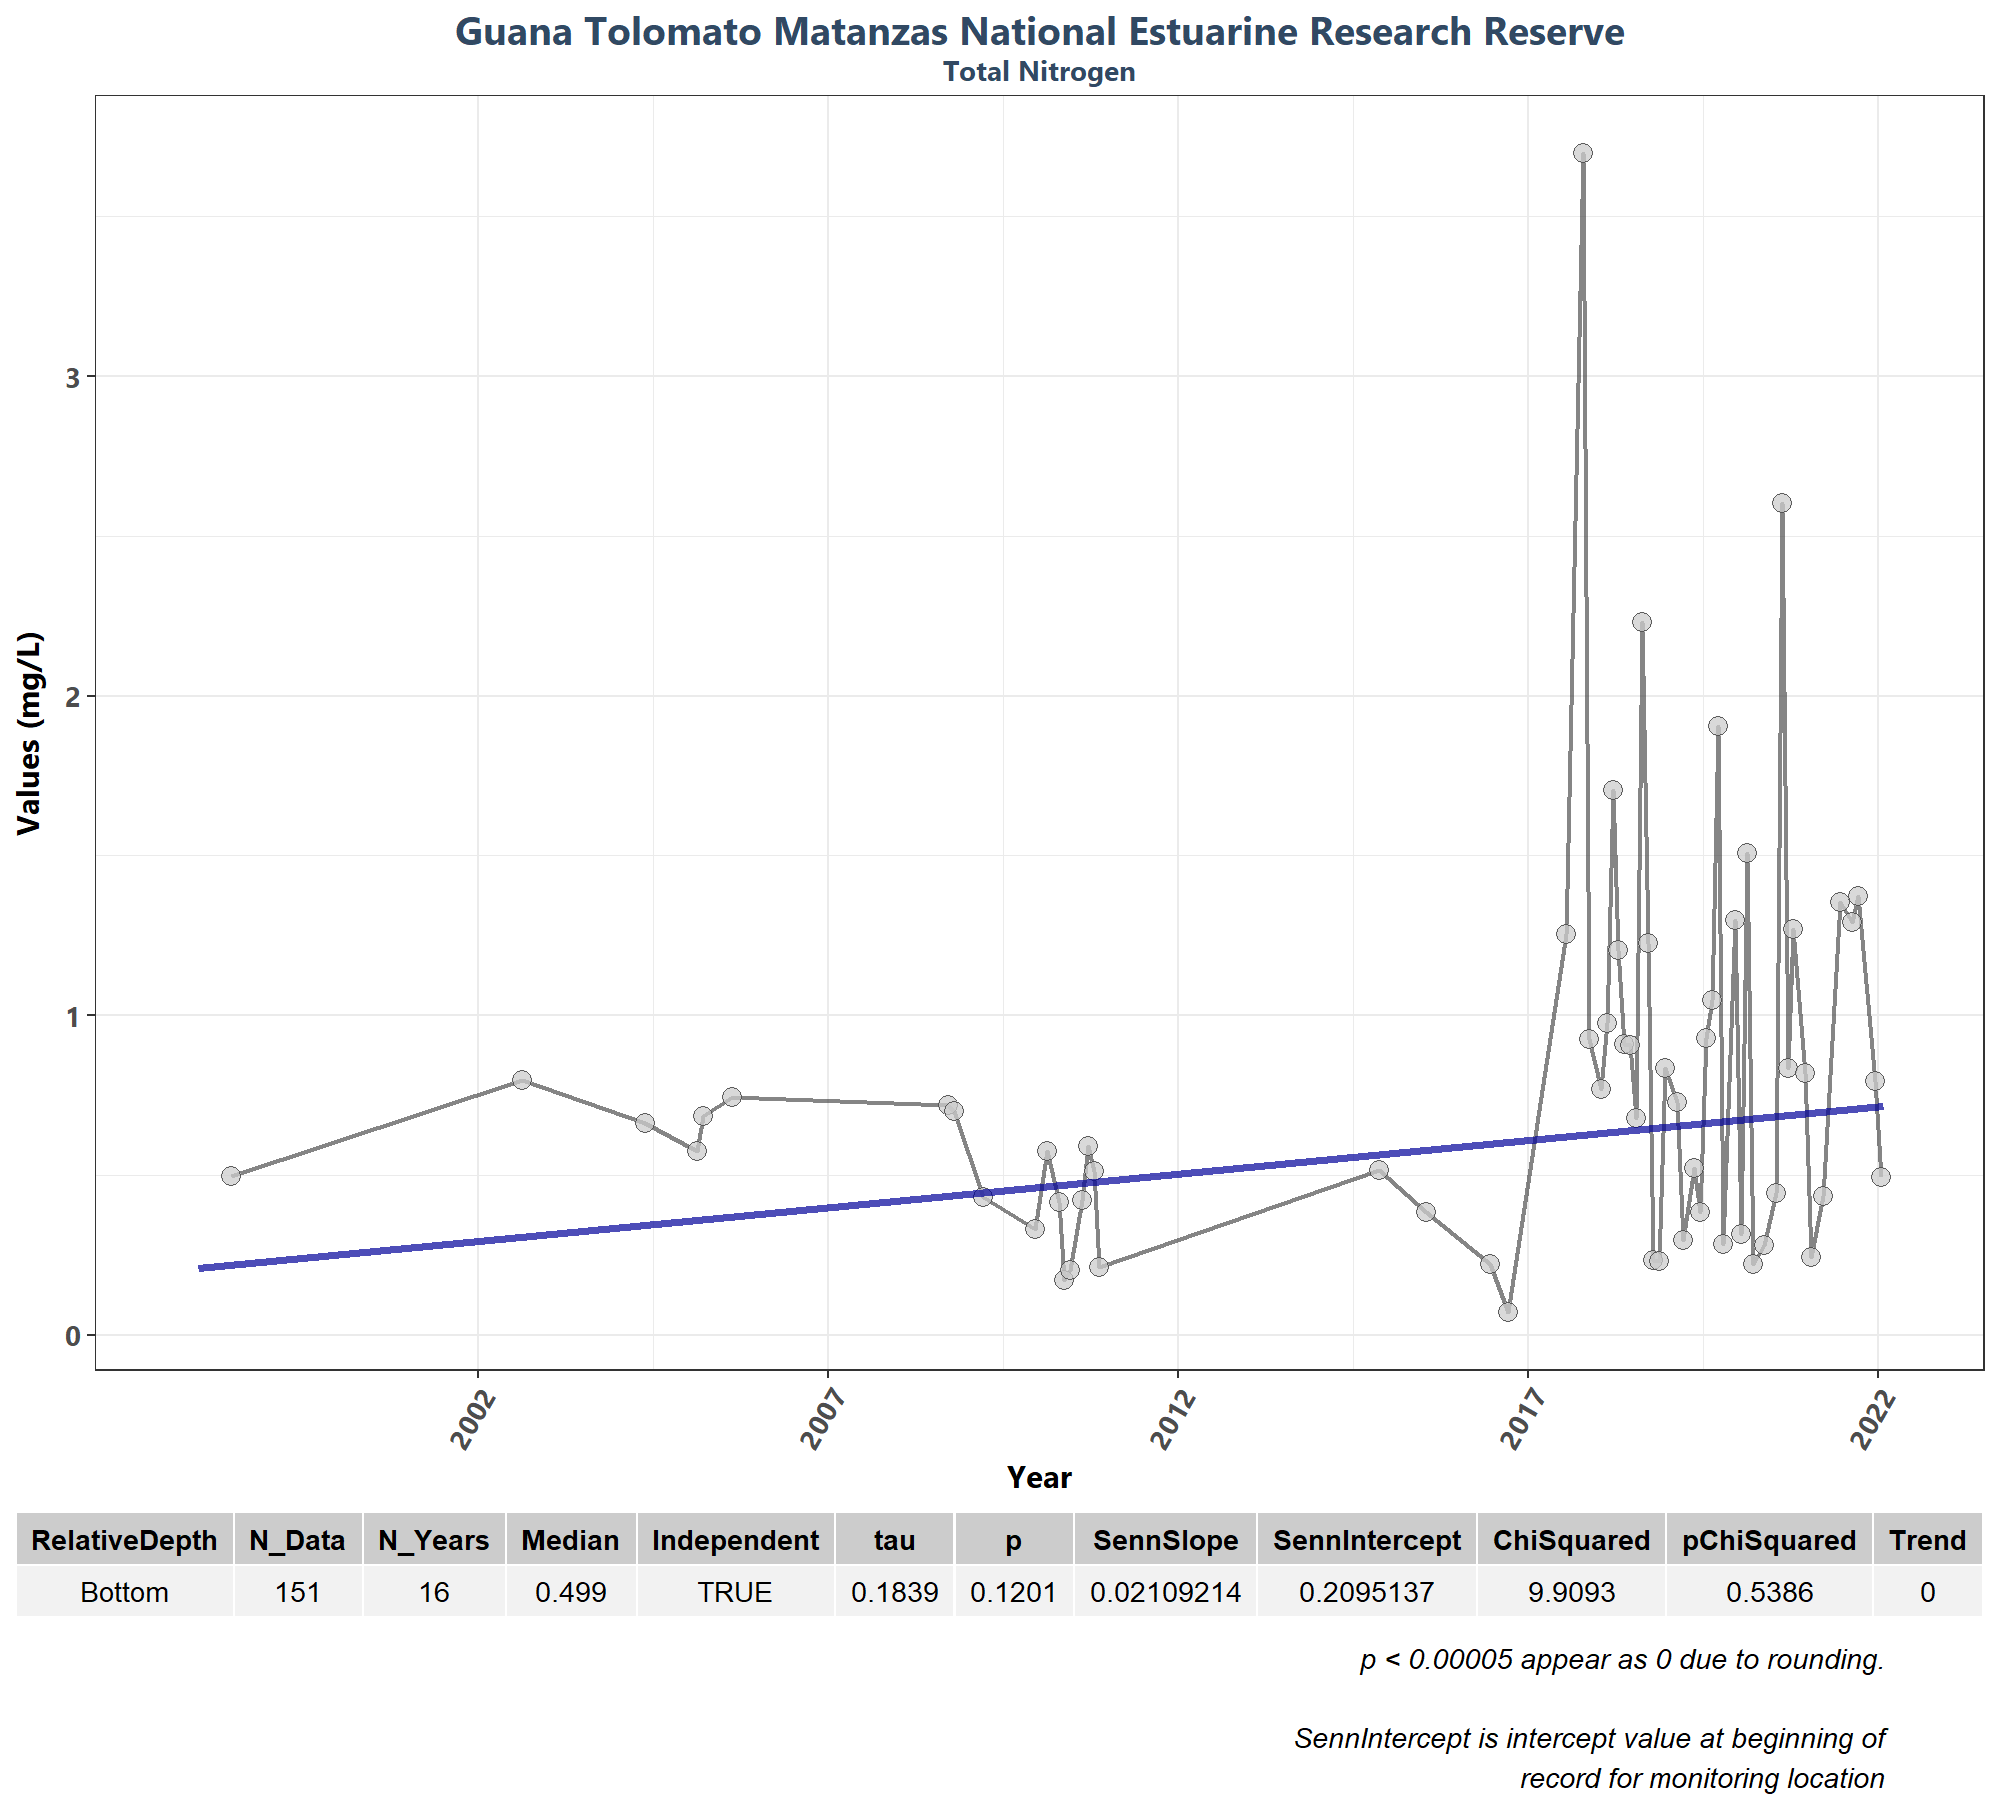 Guana Tolomato Matanzas National Estuarine Research Reserve
Total Nitrogen
Values (mg/L)
3
2
1
0
2002
2007
2012
2017
2022
Year
RelativeDepth N_Data N_Years Median Independent tau p SennSlope SennIntercept ChiSquared pChiSquared Trend
Bottom 151 16 0.499 TRUE 0.1839 0.1201 0.02109214 0.2095137 9.9093 0.5386 0
p < 0.00005 appear as 0 due to rounding.
SennIntercept is intercept value at beginning of
record for monitoring location